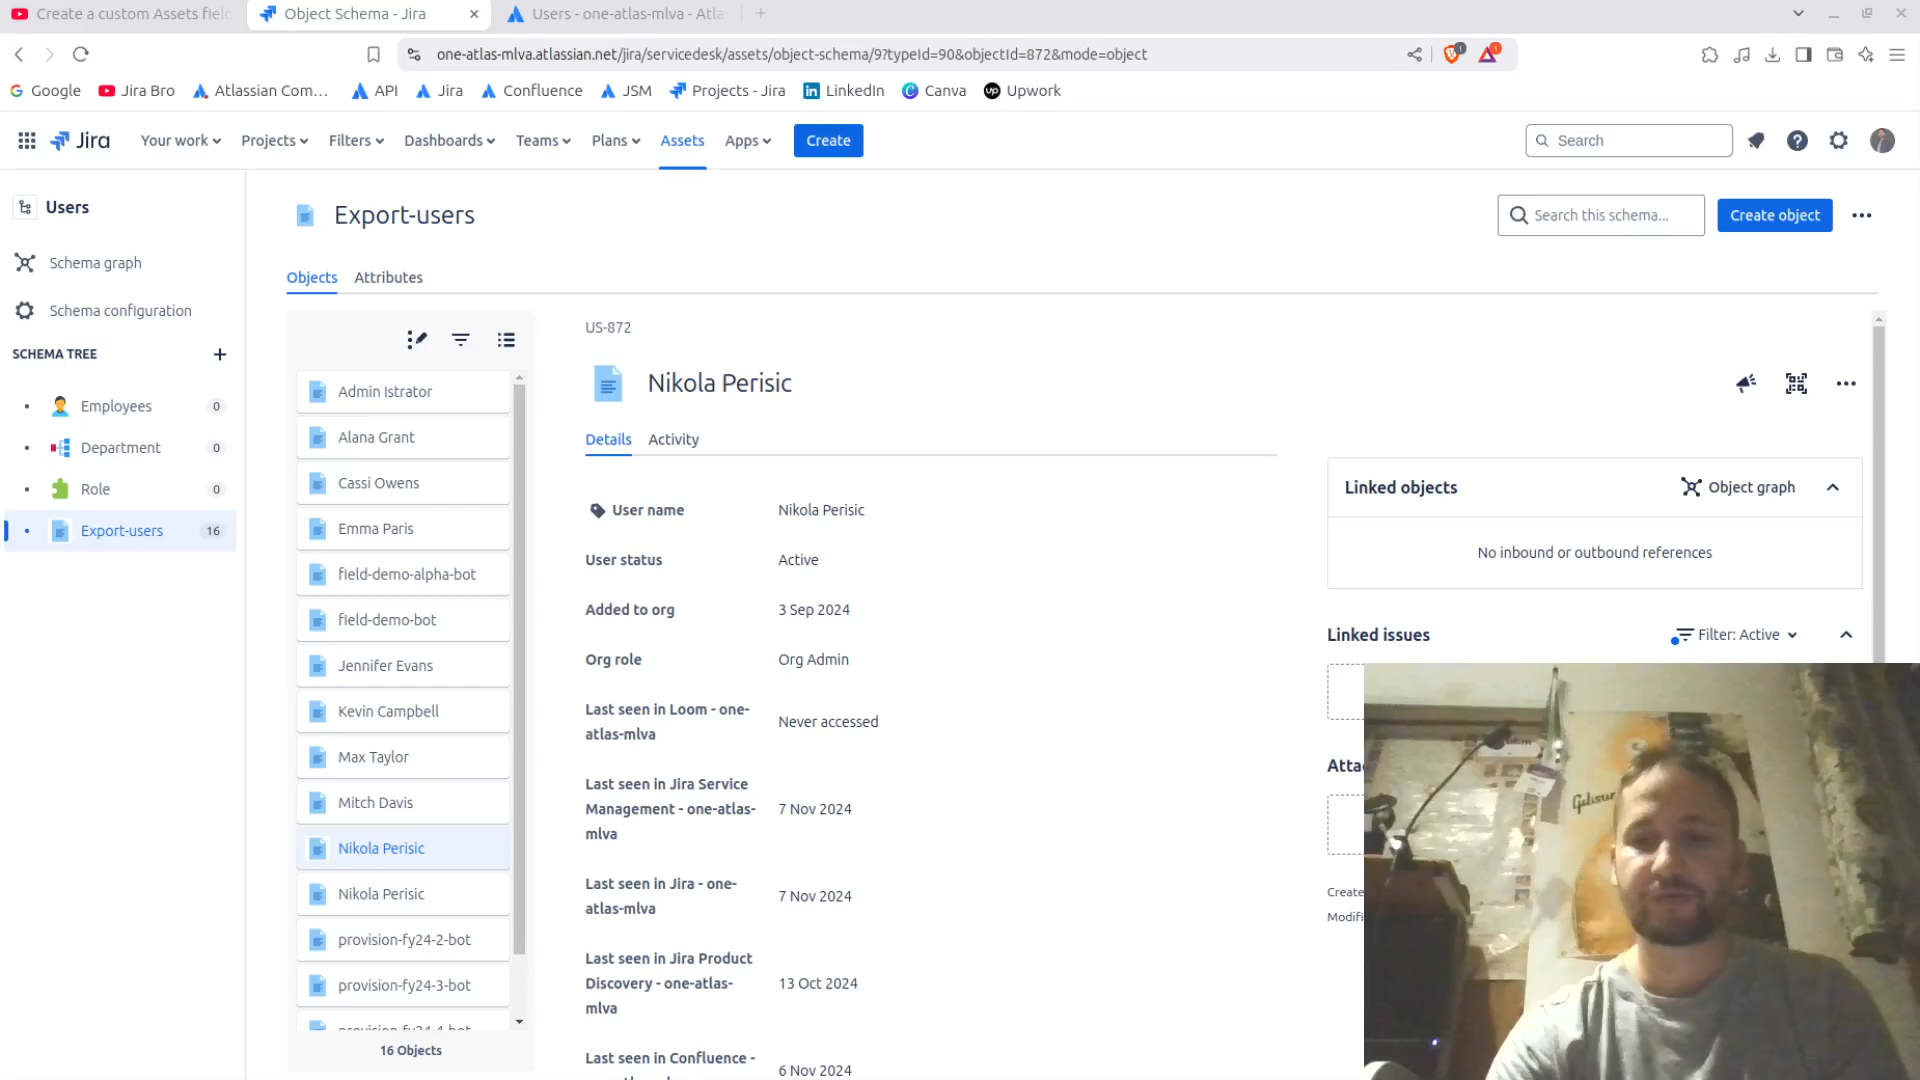 Create a custom Assets field
Object Schema - Jira
Users - one-atlas-mlva - Atla
one-atlas-mlva.atlassian.net/jira/servicedesk/assets/object-schema/9?typeId=90&objectId=872&mode=object
Google
Jira Bro
Atlassian Com...
API
Jira
Confluence
JSM
Projects - Jira
LinkedIn
Canva
Upwork
Jira
Your work
Projects
Filters
Dashboards
Teams
Plans
Assets
Apps
Create
Search
Users
Schema graph
Schema configuration
SCHEMA TREE
Employees 0
Department 0
Role 0
Export-users 16
Export-users
Search this schema...
Create object
Objects
Attributes
Admin Istrator
Alana Grant
Cassi Owens
Emma Paris
field-demo-alpha-bot
field-demo-bot
Jennifer Evans
Kevin Campbell
Max Taylor
Mitch Davis
Nikola Perisic
Nikola Perisic
provision-fy24-2-bot
provision-fy24-3-bot
provision-fy24-4-bot
16 Objects
US-872
Nikola Perisic
Details
Activity
User name
Nikola Perisic
User status
Active
Added to org
3 Sep 2024
Org role
Org Admin
Last seen in Loom - one-
atlas-mlva
Never accessed
Last seen in Jira Service
Management - one-atlas-
mlva
7 Nov 2024
Last seen in Jira - one-
atlas-mlva
7 Nov 2024
Last seen in Jira Product
Discovery - one-atlas-
mlva
13 Oct 2024
Last seen in Confluence -
6 Nov 2024
Linked objects
Object graph
No inbound or outbound references
Linked issues
Filter: Active
Atta
Create
Modifi
Gibson